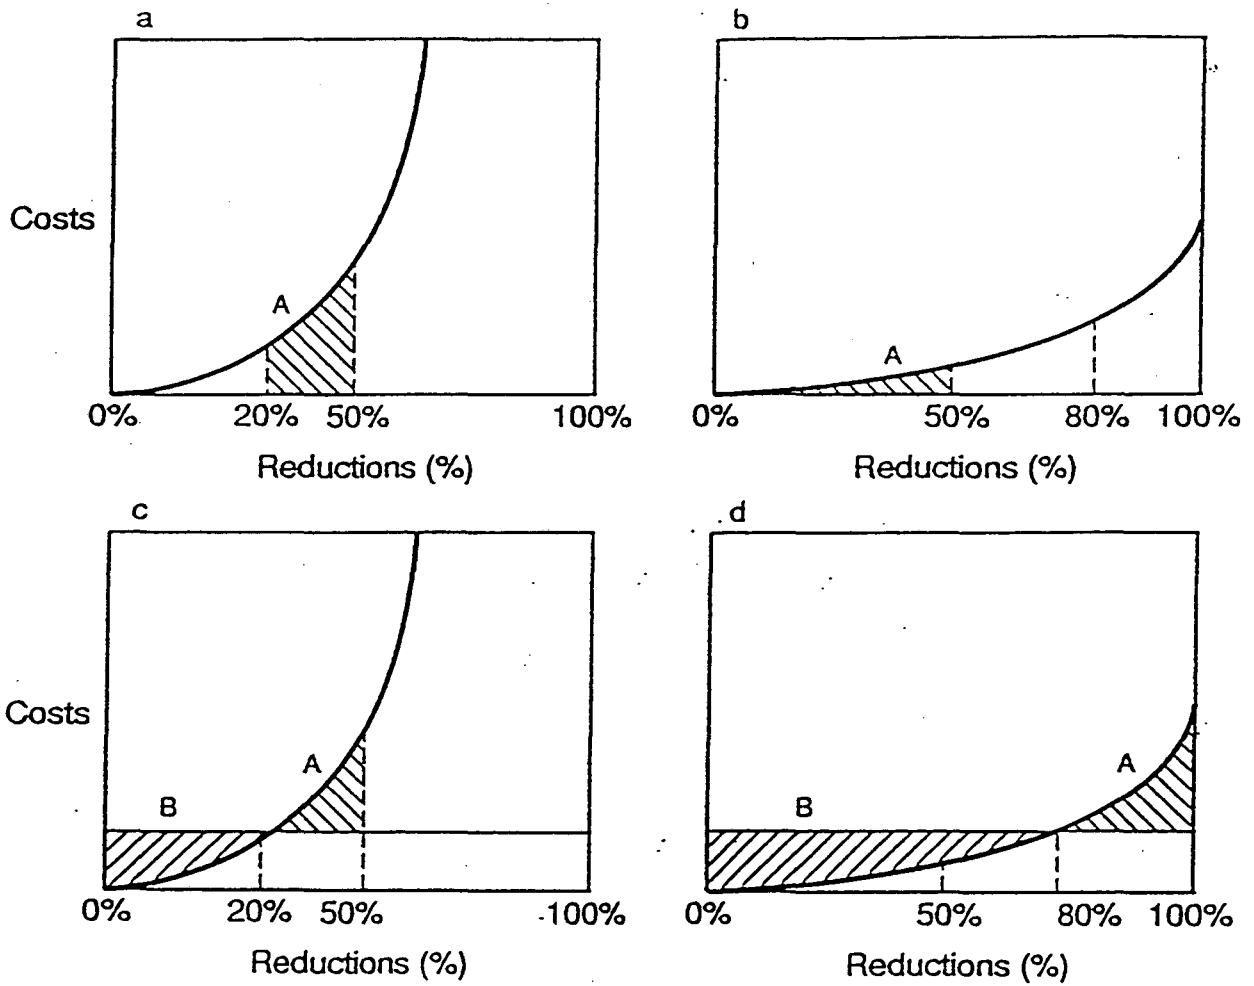 a
b
Costs
A
A
0% 20% 50% 100%
0% 50% 80% 100%
Reductions (%)
Reductions (%)
c
d
Costs
A
B
A
B
0% 20% 50% 100%
0% 50% 80% 100%
Reductions (%)
Reductions (%)